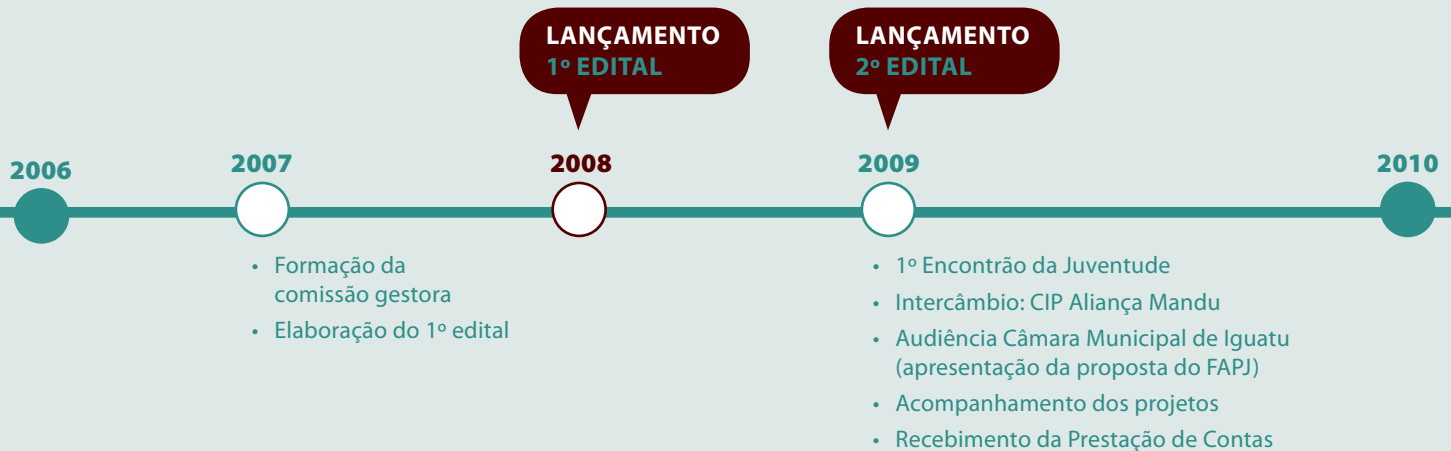 LANÇAMENTO
1º EDITAL
LANÇAMENTO
2º EDITAL
2006
2007
2008
2009
2010
• Formação da
comissão gestora
• Elaboração do 1º edital
• 1º Encontrão da Juventude
• Intercâmbio: CIP Aliança Mandu
• Audiência Câmara Municipal de Iguatu
(apresentação da proposta do FAPJ)
• Acompanhamento dos projetos
• Recebimento da Prestação de Contas